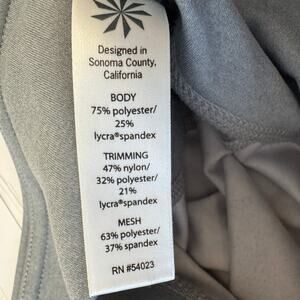 Designed in
Sonoma County,
California
BODY
75% polyester/
25%
lycra®spandex
TRIMMING
47% nylon/
32% polyester/
21%
lycra®spandex
MESH
63% polyester/
37% spandex
RN #54023